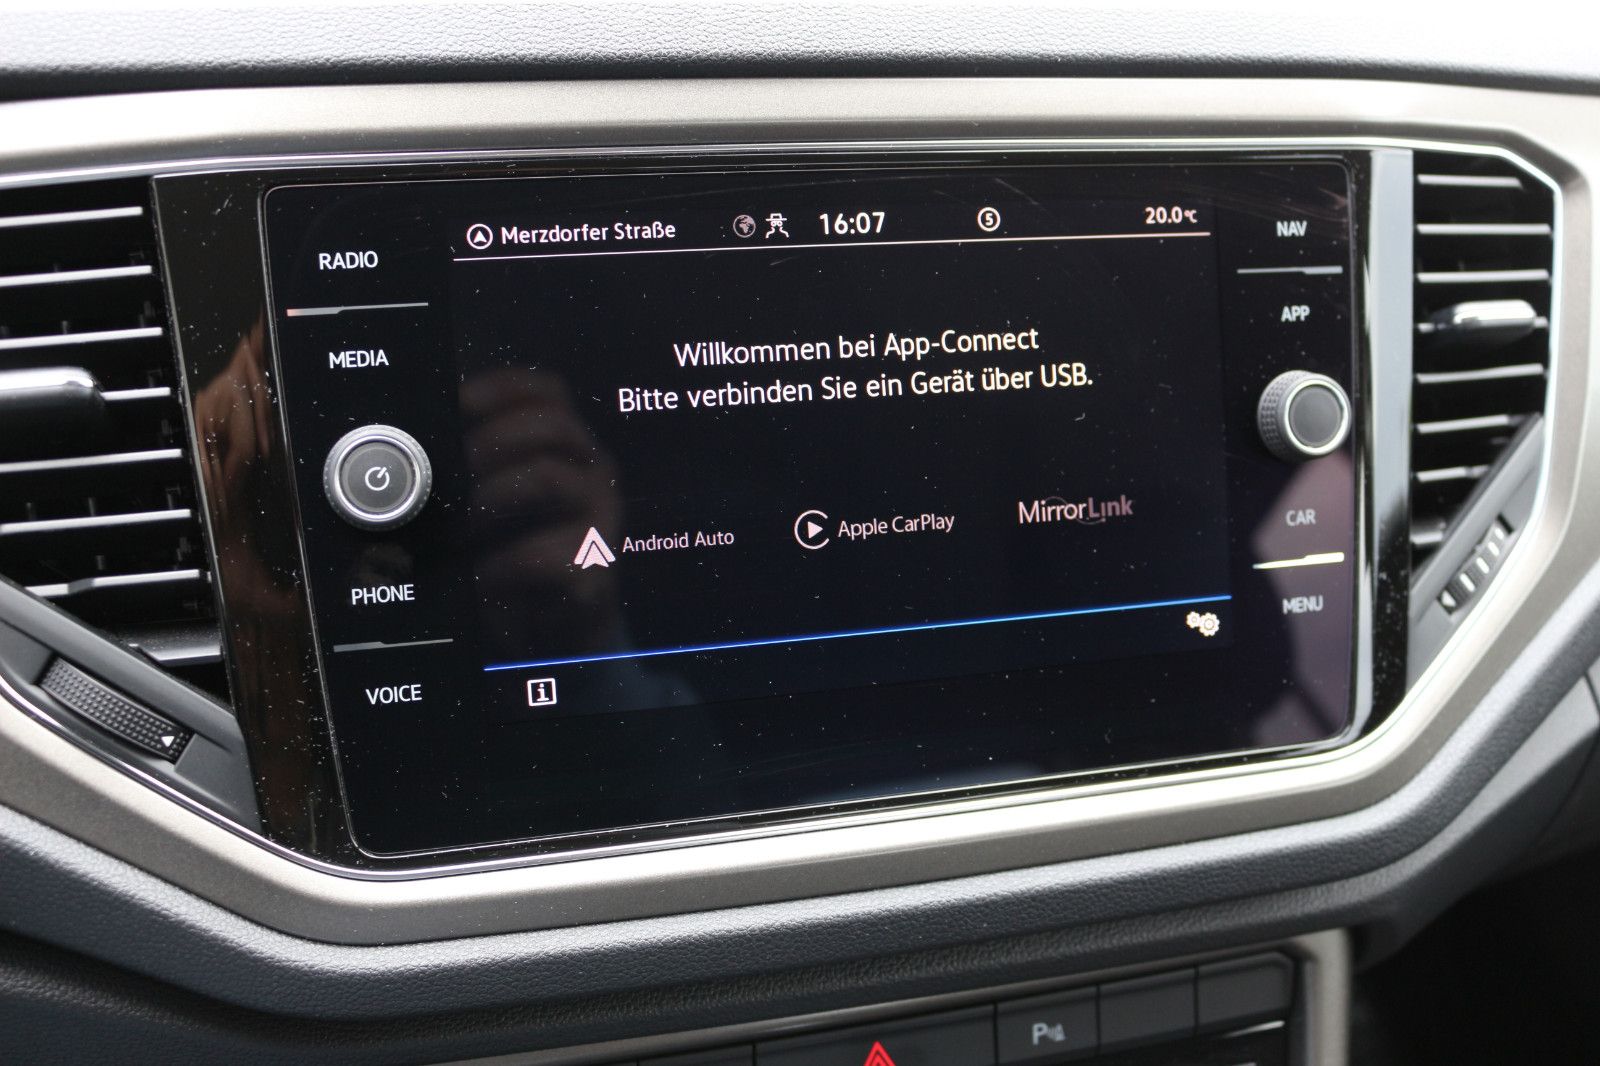 RADIO
MEDIA
PHONE
VOICE
Merzdorfer Straße
16:07
5
20.0°C
Willkommen bei App-Connect
Bitte verbinden Sie ein Gerät über USB.
Android Auto
Apple CarPlay
MirrorLink
i
NAV
APP
CAR
MENU
P